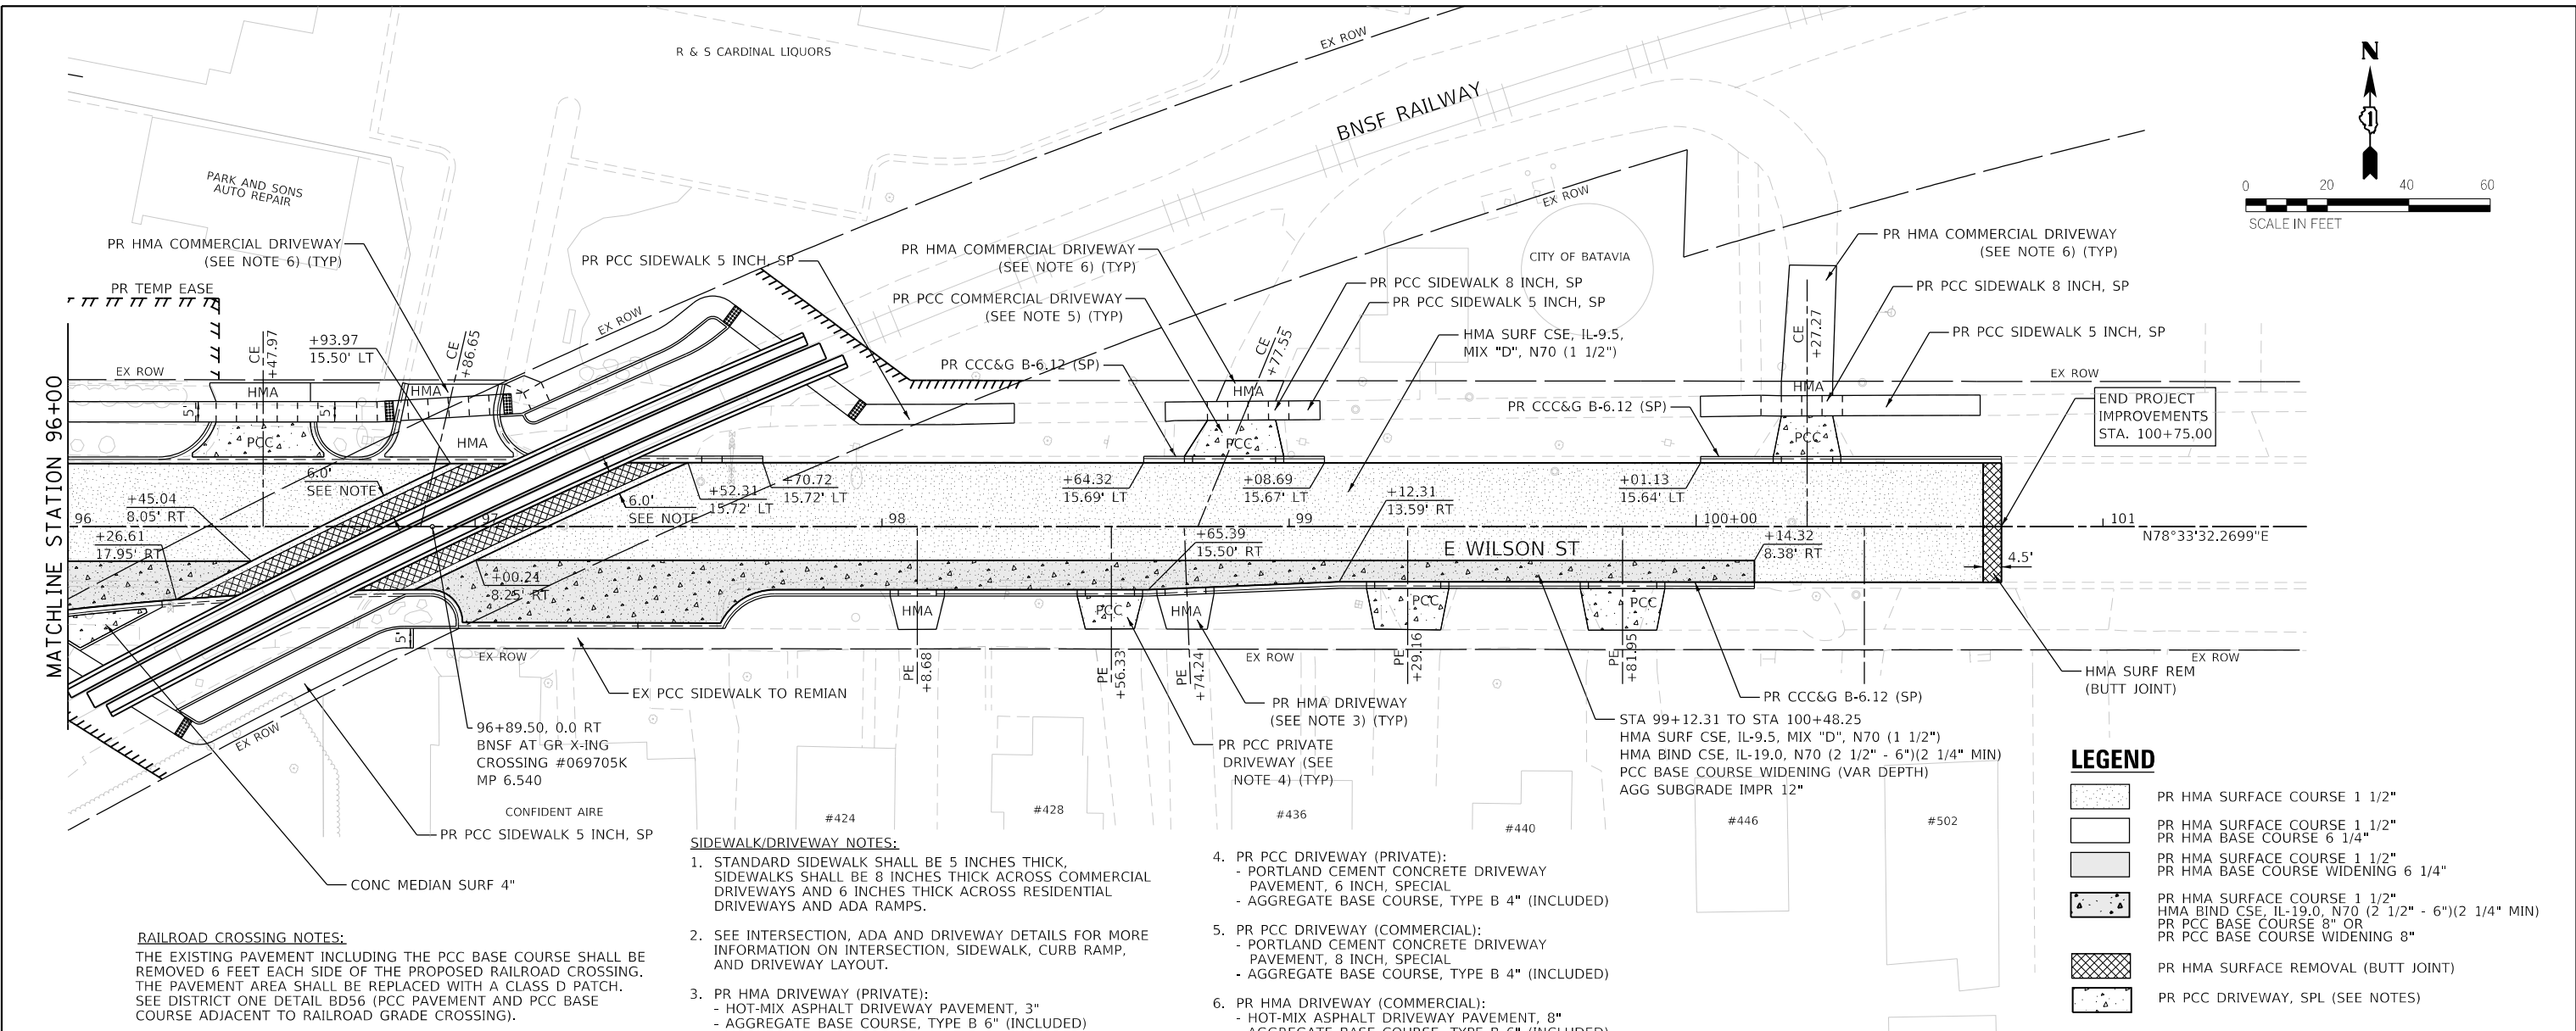 R & S CARDINAL LIQUORS
EX ROW
BNSF RAILWAY
N
1
0 20 40 60
SCALE IN FEET
PARK AND SONS
AUTO REPAIR
EX ROW
CITY OF BATAVIA
PR HMA COMMERCIAL DRIVEWAY
(SEE NOTE 6) (TYP)
PR TEMP EASE
PR PCC SIDEWALK 5 INCH, SP
PR HMA COMMERCIAL DRIVEWAY
(SEE NOTE 6) (TYP)
PR PCC COMMERCIAL DRIVEWAY
(SEE NOTE 5) (TYP)
PR CCC&G B-6.12 (SP)
PR PCC SIDEWALK 8 INCH, SP
PR PCC SIDEWALK 5 INCH, SP
HMA SURF CSE, IL-9.5,
MIX "D", N70 (1 1/2")
PR HMA COMMERCIAL DRIVEWAY
(SEE NOTE 6) (TYP)
PR PCC SIDEWALK 8 INCH, SP
PR PCC SIDEWALK 5 INCH, SP
EX ROW
CE
+47.97
+93.97
15.50' LT
CE
+86.65
EX ROW
CE
+77.55
CE
+27.27
EX ROW
HMA
HMA
HMA
HMA
5'
5'
PCC
HMA
PCC
PCC
PR CCC&G B-6.12 (SP)
END PROJECT
IMPROVEMENTS
STA. 100+75.00
MATCHLINE STATION 96+00
6.0'
SEE NOTE
+45.04
8.05' RT
+26.61
17.95' RT
6.0'
SEE NOTE
+52.31
15.72' LT
+70.72
15.72' LT
+64.32
15.69' LT
+08.69
15.67' LT
+12.31
13.59' RT
+01.13
15.64' LT
96
97
98
99
100+00
101
N78°33'32.2699"E
+00.21
8.25' RT
+65.39
15.50' RT
E WILSON ST
+14.32
8.38' RT
4.5'
HMA
PCC
HMA
PCC
PCC
5'
EX ROW
EX ROW
EX ROW
PE
+8.68
PE
+56.33
PE
+74.24
PE
+29.16
PE
+81.95
HMA SURF REM
(BUTT JOINT)
EX PCC SIDEWALK TO REMIAN
PR HMA DRIVEWAY
(SEE NOTE 3) (TYP)
PR CCC&G B-6.12 (SP)
EX ROW
96+89.50, 0.0 RT
BNSF AT GR X-ING
CROSSING #069705K
MP 6.540
PR PCC PRIVATE
DRIVEWAY (SEE
NOTE 4) (TYP)
STA 99+12.31 TO STA 100+48.25
HMA SURF CSE, IL-9.5, MIX "D", N70 (1 1/2")
HMA BIND CSE, IL-19.0, N70 (2 1/2" - 6")(2 1/4" MIN)
PCC BASE COURSE WIDENING (VAR DEPTH)
AGG SUBGRADE IMPR 12"
CONFIDENT AIRE
#424
#428
#436
#440
#446
#502
PR PCC SIDEWALK 5 INCH, SP
CONC MEDIAN SURF 4"
RAILROAD CROSSING NOTES:
THE EXISTING PAVEMENT INCLUDING THE PCC BASE COURSE SHALL BE
REMOVED 6 FEET EACH SIDE OF THE PROPOSED RAILROAD CROSSING.
THE PAVEMENT AREA SHALL BE REPLACED WITH A CLASS D PATCH.
SEE DISTRICT ONE DETAIL BD56 (PCC PAVEMENT AND PCC BASE
COURSE ADJACENT TO RAILROAD GRADE CROSSING).
SIDEWALK/DRIVEWAY NOTES:
1. STANDARD SIDEWALK SHALL BE 5 INCHES THICK,
SIDEWALKS SHALL BE 8 INCHES THICK ACROSS COMMERCIAL
DRIVEWAYS AND 6 INCHES THICK ACROSS RESIDENTIAL
DRIVEWAYS AND ADA RAMPS.
2. SEE INTERSECTION, ADA AND DRIVEWAY DETAILS FOR MORE
INFORMATION ON INTERSECTION, SIDEWALK, CURB RAMP,
AND DRIVEWAY LAYOUT.
3. PR HMA DRIVEWAY (PRIVATE):
- HOT-MIX ASPHALT DRIVEWAY PAVEMENT, 3"
- AGGREGATE BASE COURSE, TYPE B 6" (INCLUDED)
4. PR PCC DRIVEWAY (PRIVATE):
- PORTLAND CEMENT CONCRETE DRIVEWAY
PAVEMENT, 6 INCH, SPECIAL
- AGGREGATE BASE COURSE, TYPE B 4" (INCLUDED)
5. PR PCC DRIVEWAY (COMMERCIAL):
- PORTLAND CEMENT CONCRETE DRIVEWAY
PAVEMENT, 8 INCH, SPECIAL
- AGGREGATE BASE COURSE, TYPE B 4" (INCLUDED)
6. PR HMA DRIVEWAY (COMMERCIAL):
- HOT-MIX ASPHALT DRIVEWAY PAVEMENT, 8"
- AGGREGATE BASE COURSE, TYPE B 6" (INCLUDED)
LEGEND
PR HMA SURFACE COURSE 1 1/2"
PR HMA SURFACE COURSE 1 1/2"
PR HMA BASE COURSE 6 1/4"
PR HMA SURFACE COURSE 1 1/2"
PR HMA BASE COURSE WIDENING 6 1/4"
PR HMA SURFACE COURSE 1 1/2"
HMA BIND CSE, IL-19.0, N70 (2 1/2" - 6")(2 1/4" MIN)
PR PCC BASE COURSE 8" OR
PR PCC BASE COURSE WIDENING 8"
PR HMA SURFACE REMOVAL (BUTT JOINT)
PR PCC DRIVEWAY, SPL (SEE NOTES)